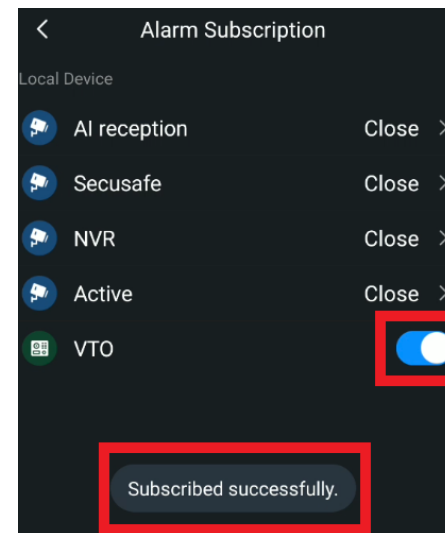 Alarm Subscription
Local Device
AI reception Close
Secusafe Close
NVR Close
Active Close
VTO
Subscribed successfully.